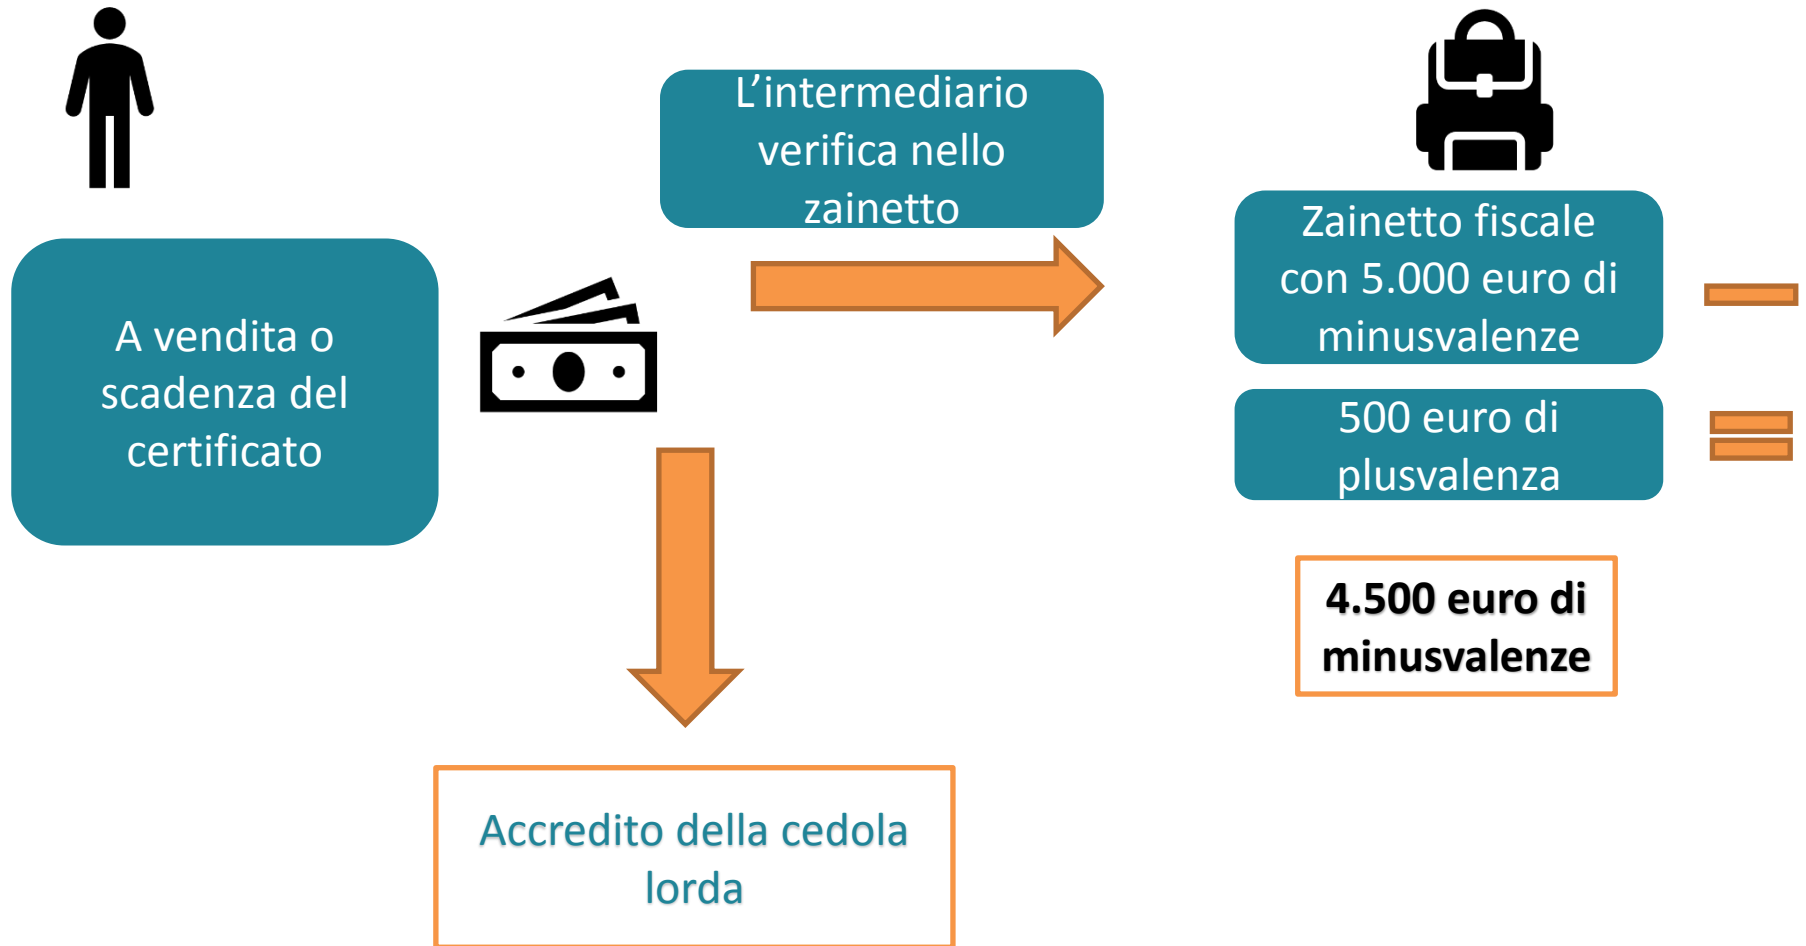 L’intermediario
verifica nello
zainetto
A vendita o
scadenza del
certificato
Zainetto fiscale
con 5.000 euro di
minusvalenze
500 euro di
plusvalenza
4.500 euro di
minusvalenze
Accredito della cedola
lorda